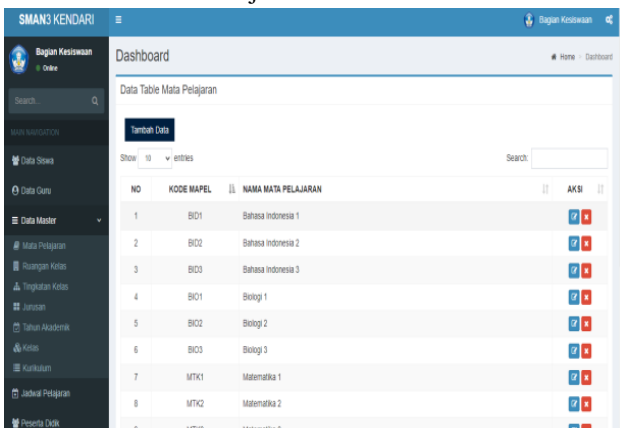 SMAN3 KENDARI
Bagian Kesiswaan
Bagian Kesiswaan
Online
Search...
MAIN NAVIGATION
Data Siswa
Data Guru
Data Master
Mata Pelajaran
Ruangan Kelas
Tingkatan Kelas
Jurusan
Tahun Akademik
Kelas
Kurikulum
Jadwal Pelajaran
Peserta Didik
Dashboard
Home > Dashboard
Data Table Mata Pelajaran
Tambah Data
Show 10 entries
Search:
NO KODE MAPEL NAMA MATA PELAJARAN AKSI
1 BID1 Bahasa Indonesia 1
2 BID2 Bahasa Indonesia 2
3 BID3 Bahasa Indonesia 3
4 BIO1 Biologi 1
5 BIO2 Biologi 2
6 BIO3 Biologi 3
7 MTK1 Matematika 1
8 MTK2 Matematika 2